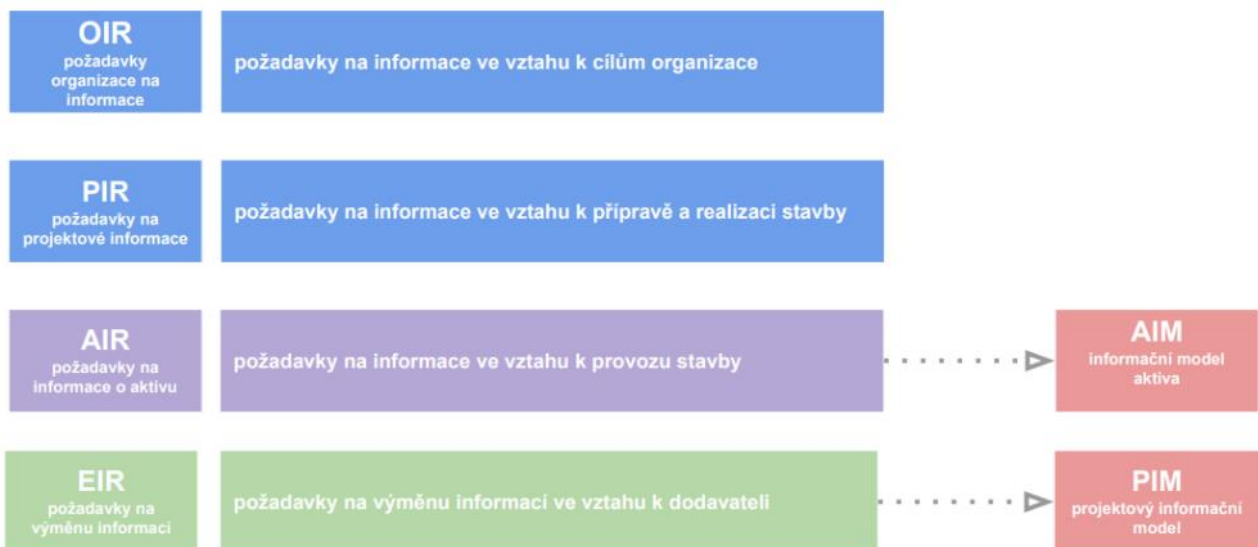 OIR
požadavky
organizace na
informace
požadavky na informace ve vztahu k cílům organizace
PIR
požadavky na
projektové informace
požadavky na informace ve vztahu k přípravě a realizaci stavby
AIR
požadavky na
informace o aktivu
požadavky na informace ve vztahu k provozu stavby
AIM
informační model
aktiva
EIR
požadavky na
výměnu informací
požadavky na výměnu informací ve vztahu k dodavateli
PIM
projektový informační
model